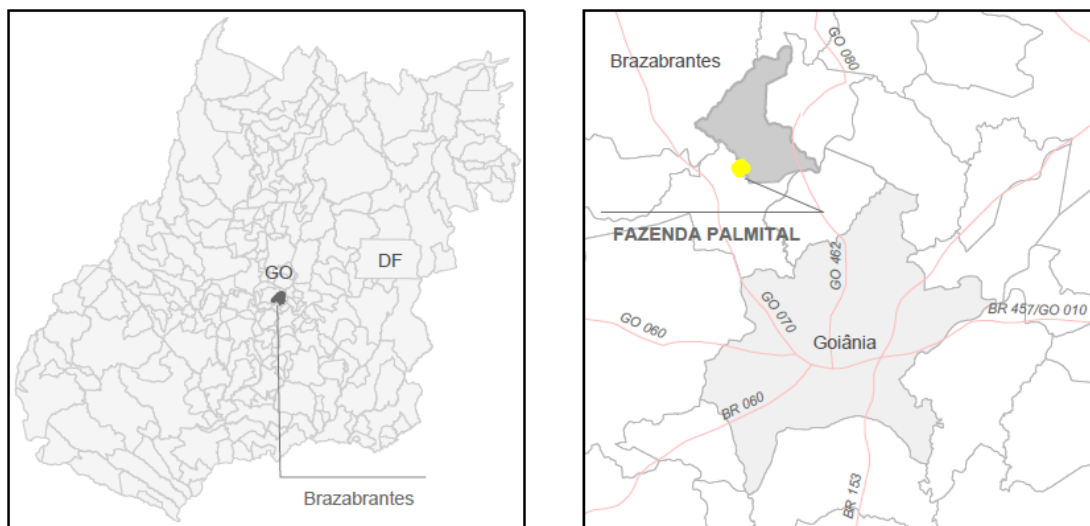 GO
DF
Brazabrantes
Brazabrantes
GO 080
FAZENDA PALMITAL
GO 462
GO 070
GO 060
Goiânia
BR 457/GO 010
BR 060
BR 153